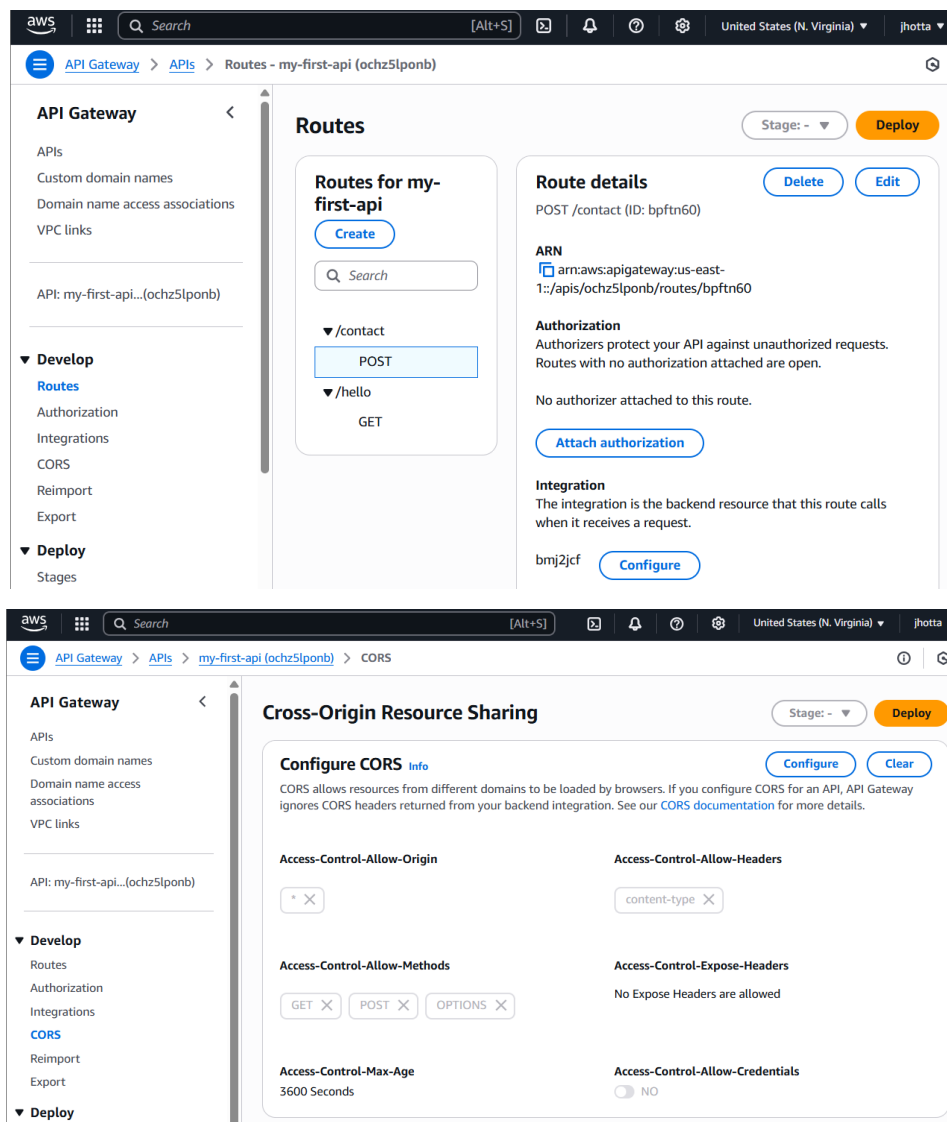 aws
Search
[Alt+S]
United States (N. Virginia)
jhotta
API Gateway > APIs > Routes - my-first-api (ochz5lponb)
API Gateway
APIs
Custom domain names
Domain name access associations
VPC links
API: my-first-api...(ochz5lponb)
Develop
Routes
Authorization
Integrations
CORS
Reimport
Export
Deploy
Stages
Routes
Stage: -
Deploy
Routes for my-
first-api
Create
Search
/contact
POST
/hello
GET
Route details
Delete
Edit
POST /contact (ID: bpftn60)
ARN
arn:aws:apigateway:us-east-
1::/apis/ochz5lponb/routes/bpftn60
Authorization
Authorizers protect your API against unauthorized requests.
Routes with no authorization attached are open.
No authorizer attached to this route.
Attach authorization
Integration
The integration is the backend resource that this route calls
when it receives a request.
bmj2jcf
Configure
aws
Search
[Alt+S]
United States (N. Virginia)
jhotta
API Gateway > APIs > my-first-api (ochz5lponb) > CORS
API Gateway
APIs
Custom domain names
Domain name access
associations
VPC links
API: my-first-api...(ochz5lponb)
Develop
Routes
Authorization
Integrations
CORS
Reimport
Export
Deploy
Cross-Origin Resource Sharing
Stage: -
Deploy
Configure CORS Info
Configure
Clear
CORS allows resources from different domains to be loaded by browsers. If you configure CORS for an API, API Gateway
ignores CORS headers returned from your backend integration. See our CORS documentation for more details.
Access-Control-Allow-Origin
*
Access-Control-Allow-Headers
content-type
Access-Control-Allow-Methods
GET
POST
OPTIONS
Access-Control-Expose-Headers
No Expose Headers are allowed
Access-Control-Max-Age
3600 Seconds
Access-Control-Allow-Credentials
NO